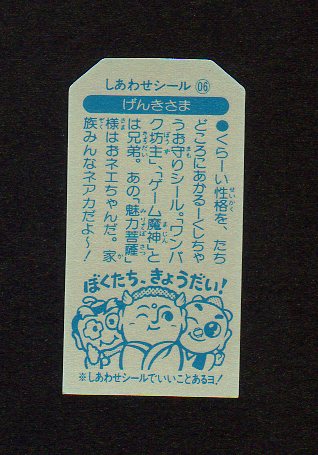 しあわせシール 06
げんきさま
●くらーい性格を、たち
どころにあかるーくしちゃ
うお守りシール。「ワンパ
ク坊主」、「ゲーム魔神」と
は兄弟。あの「魅力菩薩」
様はおネエちゃんだ。家
族みんなネアカだよ〜!
ぼくたち、きょうだい!
※しあわせシールでいいことあるヨ!